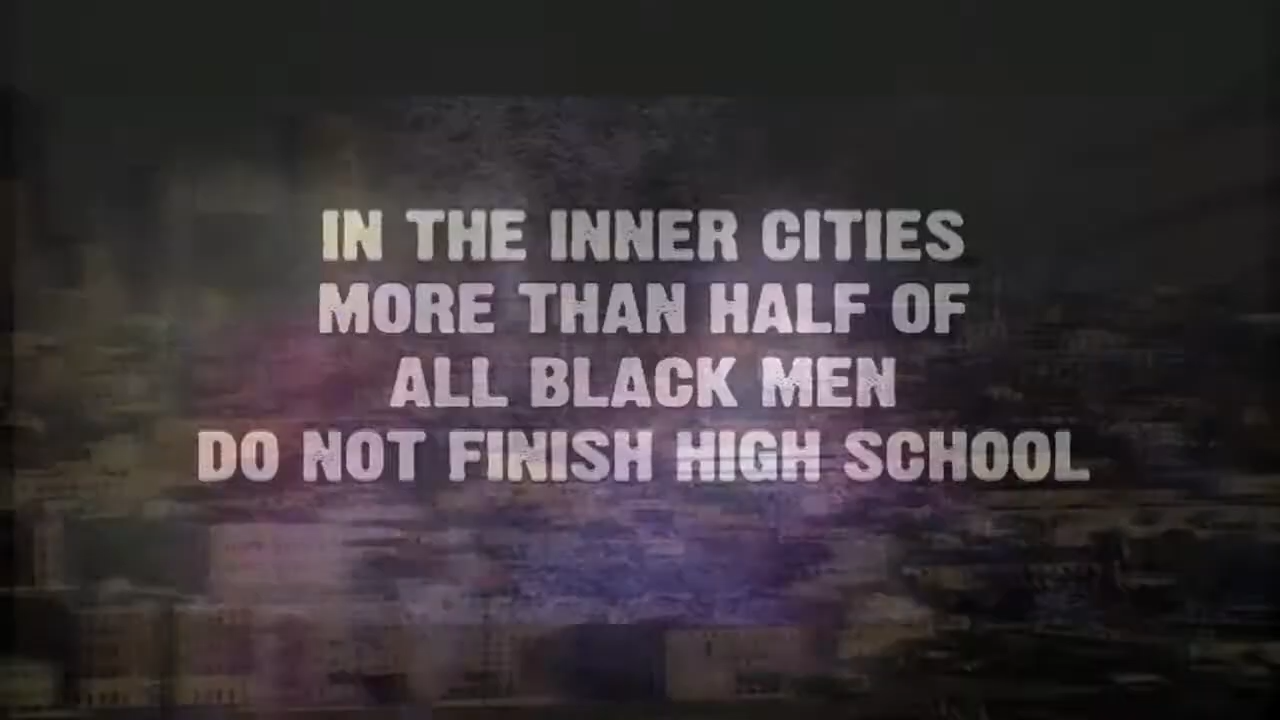 IN THE INNER CITIES
MORE THAN HALF OF
ALL BLACK MEN
DO NOT FINISH HIGH SCHOOL